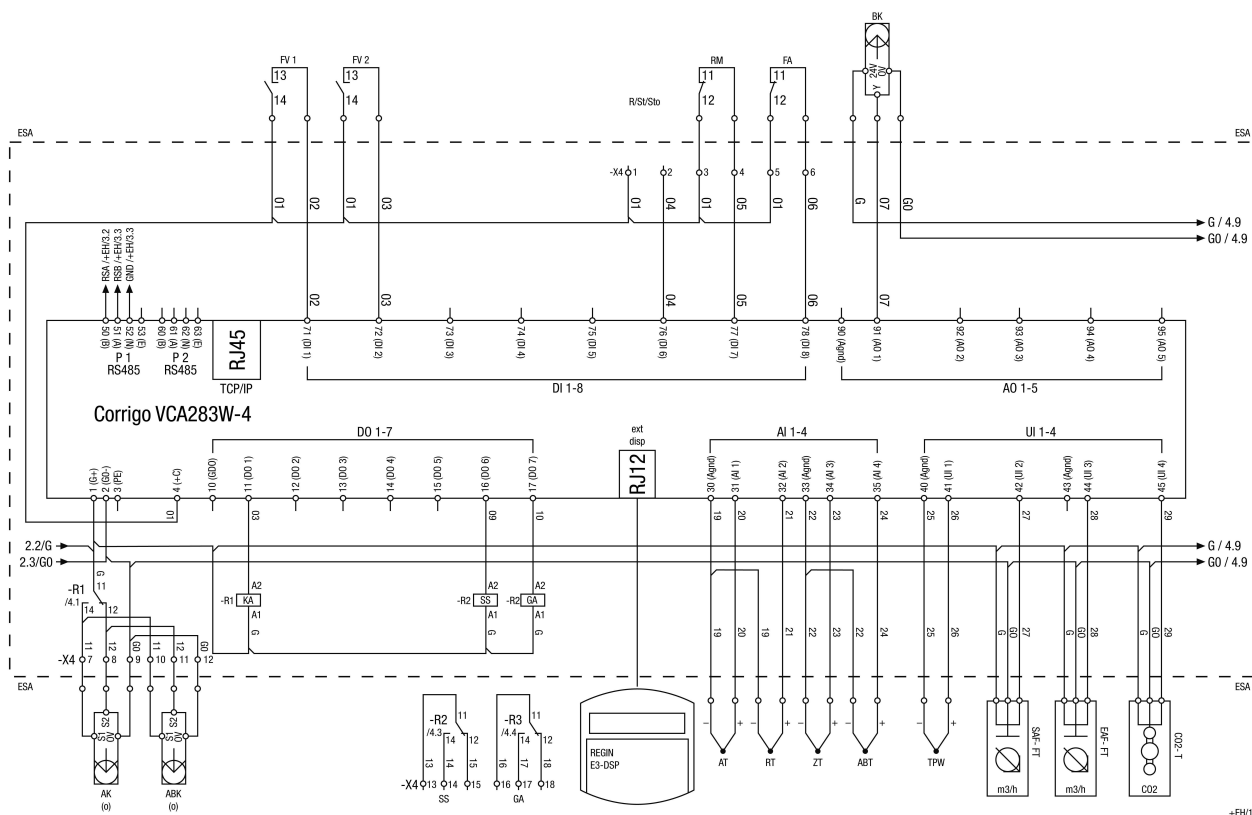 BK
FV 1
FV 2
RM
FA
13
14
13
14
11
12
11
12
24V
0V
Y
R/St/Sto
ESA
ESA
-X4
1
2
3
4
5
6
01
02
01
03
01
04
01
05
01
06
G
07
G0
G / 4.9
G0 / 4.9
RSA /+EH/3.2
RSB /+EH/3.3
GND /+EH/3.3
02
03
04
05
06
07
50 (B)
51 (A)
52 (N)
53 (E)
60 (B)
61 (A)
62 (N)
63 (E)
P 1
RS485
P 2
RS485
RJ45
TCP/IP
71 (DI 1)
72 (DI 2)
73 (DI 3)
74 (DI 4)
75 (DI 5)
76 (DI 6)
77 (DI 7)
78 (DI 8)
90 (Agnd)
91 (AO 1)
92 (AO 2)
93 (AO 3)
94 (AO 4)
95 (AO 5)
DI 1-8
AO 1-5
Corrigo VCA283W-4
DO 1-7
ext
disp
RJ12
AI 1-4
UI 1-4
1 (G+)
2 (G0-)
3 (PE)
4 (+C)
10 (GDO)
11 (DO 1)
12 (DO 2)
13 (DO 3)
14 (DO 4)
15 (DO 5)
16 (DO 6)
17 (DO 7)
30 (Agnd)
31 (AI 1)
32 (AI 2)
33 (Agnd)
34 (AI 3)
35 (AI 4)
40 (Agnd)
41 (UI 1)
42 (UI 2)
43 (Agnd)
44 (UI 3)
45 (UI 4)
01
03
09
10
19
20
21
22
23
24
25
26
27
28
29
2.2/G
2.3/G0
G / 4.9
G0 / 4.9
G
-R1
/4.1
11
14
12
-R1
KA
A2
A1
G
-R2
SS
A2
A1
G
-R2
GA
A2
A1
G
11
12
G0
11
12
G0
-X4
7
8
9
10
11
12
19
20
19
21
22
23
22
24
25
26
G
G0
27
G
G0
28
G
G0
29
ESA
ESA
S1
S2
0V
S1
S2
0V
AK
(o)
ABK
(o)
-R2
/4.3
11
14
12
13
14
15
-X4
13
14
15
SS
-R3
/4.4
11
14
12
16
17
18
16
17
18
GA
REGIN
E3-DSP
–
+
–
+
–
+
–
+
–
+
AT
RT
ZT
ABT
TPW
SAF- FT
m3/h
EAF- FT
m3/h
CO2- T
CO2
+EH/1